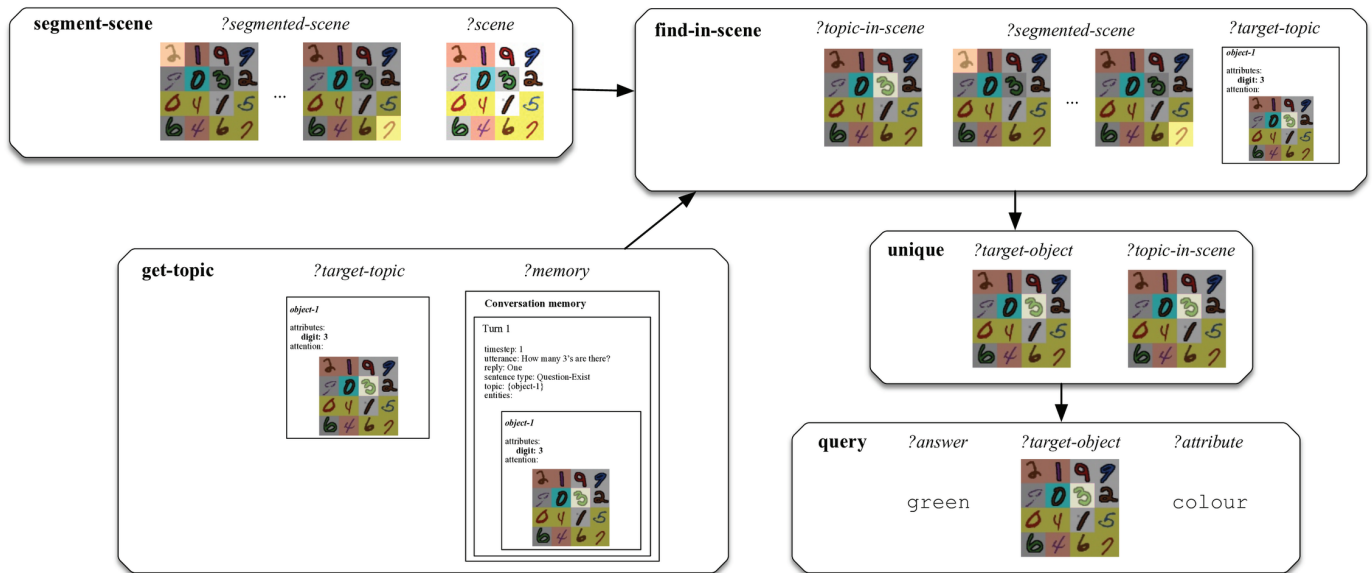 segment-scene
?segmented-scene
?scene
...
find-in-scene
?topic-in-scene
?segmented-scene
?target-topic
...
object-1
attributes:
digit: 3
attention:
get-topic
?target-topic
?memory
object-1
attributes:
digit: 3
attention:
Conversation memory
Turn 1
timestep: 1
utterance: How many 3's are there?
reply: One
sentence type: Question-Exist
topic: {object-1}
entities:
object-1
attributes:
digit: 3
attention:
unique
?target-object
?topic-in-scene
query
?answer
?target-object
?attribute
green
colour